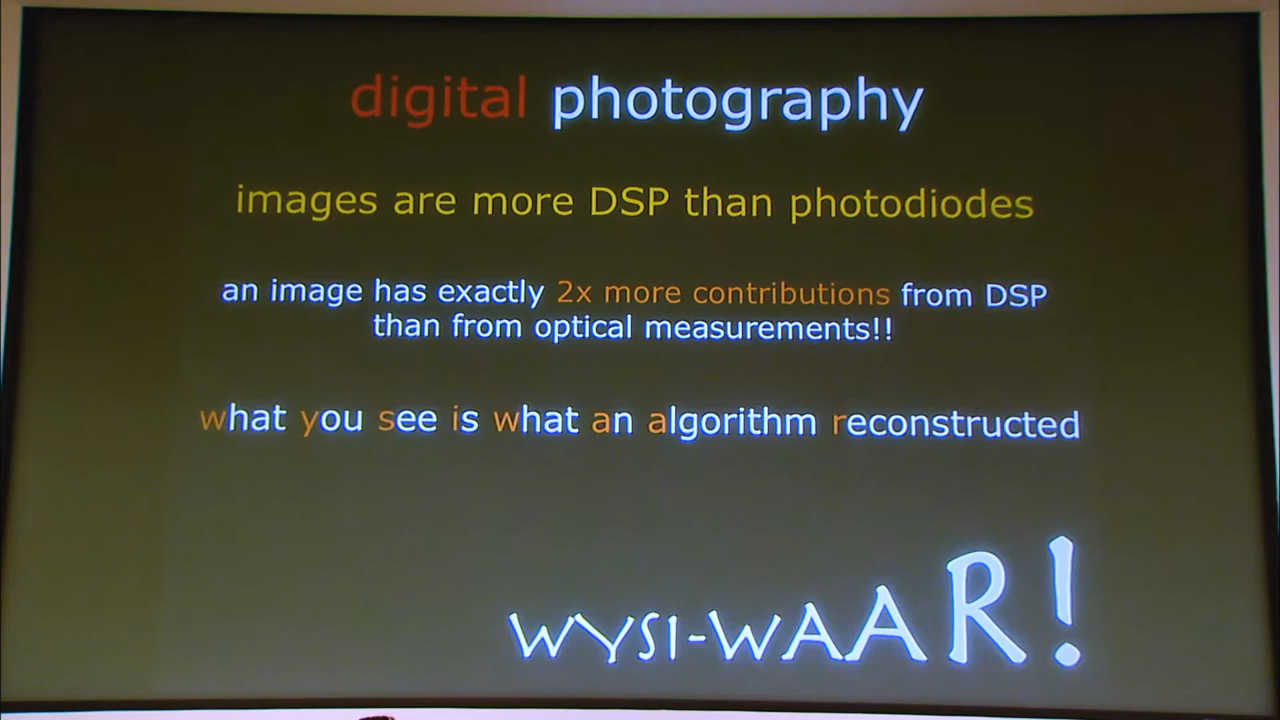 digital photography
images are more DSP than photodiodes
an image has exactly 2x more contributions from DSP
than from optical measurements!!
what you see is what an algorithm reconstructed
WYSI-WAAR!